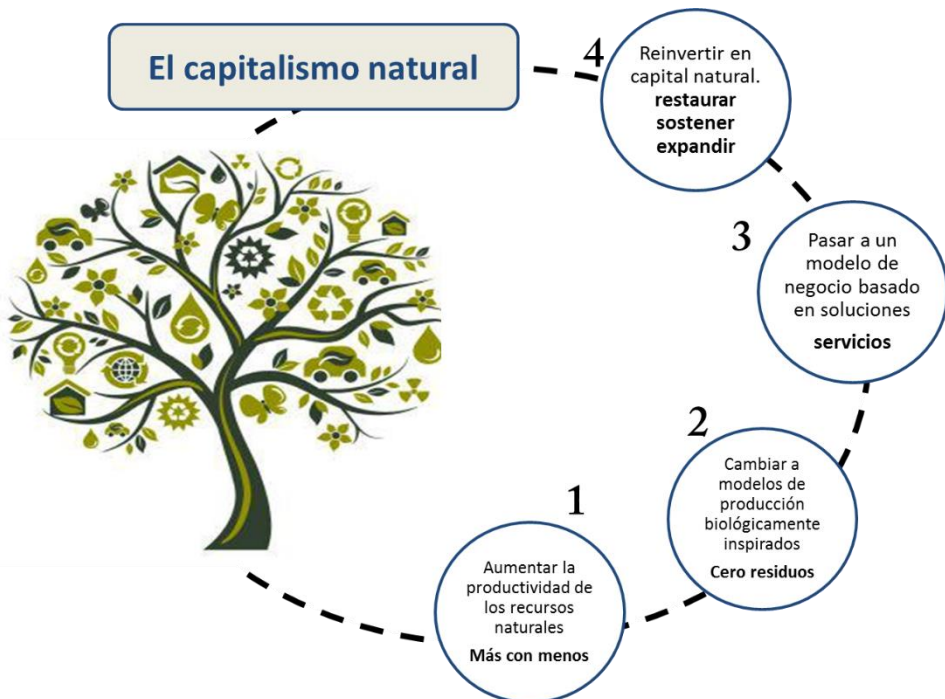 El capitalismo natural
4
Reinvertir en
capital natural.
restaurar
sostener
expandir
3
Pasar a un
modelo de
negocio basado
en soluciones
servicios
2
Cambiar a
modelos de
producción
biológicamente
inspirados
Cero residuos
1
Aumentar la
productividad de
los recursos
naturales
Más con menos